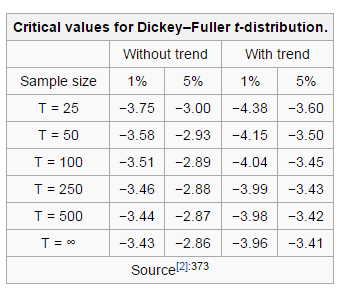 Critical values for Dickey–Fuller t-distribution.
Without trend With trend
Sample size 1% 5% 1% 5%
T = 25 −3.75 −3.00 −4.38 −3.60
T = 50 −3.58 −2.93 −4.15 −3.50
T = 100 −3.51 −2.89 −4.04 −3.45
T = 250 −3.46 −2.88 −3.99 −3.43
T = 500 −3.44 −2.87 −3.98 −3.42
T = ∞ −3.43 −2.86 −3.96 −3.41
Source[2]:373